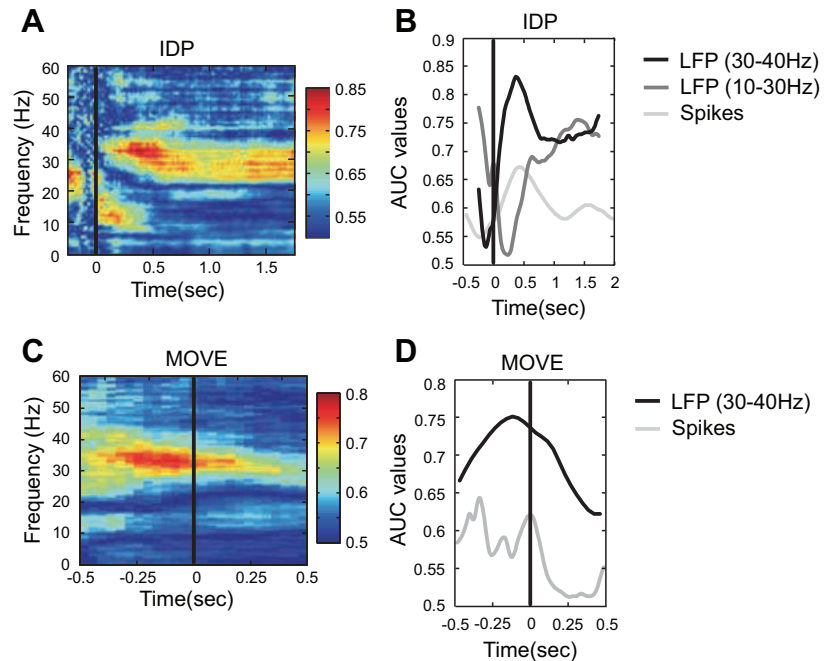 A
IDP
Frequency (Hz)
60
50
40
30
20
10
0
0
0.5
1.0
1.5
Time(sec)
0.85
0.75
0.65
0.55
B
IDP
AUC values
0.9
0.85
0.8
0.75
0.7
0.65
0.6
0.55
0.5
-0.5
0
0.5
1
1.5
2
Time(sec)
LFP (30-40Hz)
LFP (10-30Hz)
Spikes
C
MOVE
Frequency (Hz)
60
50
40
30
20
10
0
-0.5
-0.25
0
0.25
0.5
Time(sec)
0.8
0.7
0.6
0.5
D
MOVE
AUC values
0.8
0.75
0.7
0.65
0.6
0.55
0.5
-0.5
-0.25
0
0.25
0.5
Time(sec)
LFP (30-40Hz)
Spikes